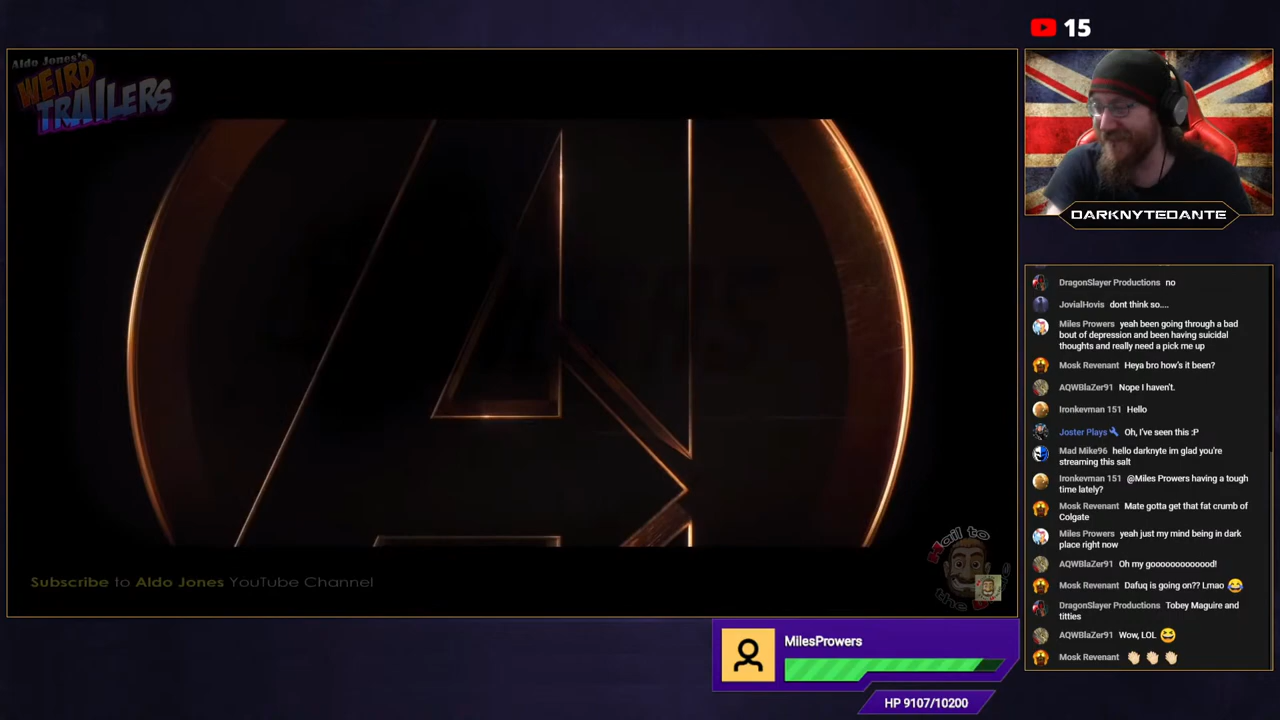 15
Aldo Jones's
WEIRD
TRAILERS
DARKNYTEDANTE
DragonSlayer Productions no
JovialHovis dont think so....
Miles Prowers yeah been going through a bad
bout of depression and been having suicidal
thoughts and really need a pick me up
Mosk Revenant Heya bro how's it been?
AQWBlaZer91 Nope I haven't.
Ironkevman 151 Hello
Joster Plays Oh, I've seen this :P
Mad Mike96 hello darknyte im glad you're
streaming this salt
Ironkevman 151 @Miles Prowers having a tough
time lately?
Mosk Revenant Mate gotta get that fat crumb of
Colgate
Miles Prowers yeah just my mind being in dark
place right now
AQWBlaZer91 Oh my goooooooooood!
Mosk Revenant Dafuq is going on?? Lmao 😂
DragonSlayer Productions Tobey Maguire and
titties
AQWBlaZer91 Wow, LOL 😆
Mosk Revenant 👏🏻 👏🏻 👏🏻
Hail to
the
Subscribe to Aldo Jones YouTube Channel
MilesProwers
HP 9107/10200